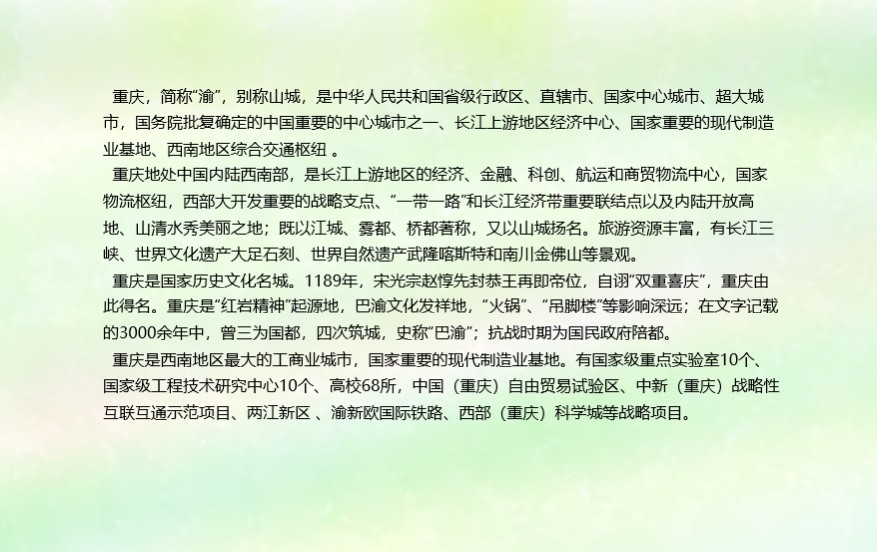 重庆，简称“渝”，别称山城，是中华人民共和国省级行政区、直辖市、国家中心城市、超大城
市，国务院批复确定的中国重要的中心城市之一、长江上游地区经济中心、国家重要的现代制造
业基地、西南地区综合交通枢纽 。
重庆地处中国内陆西南部，是长江上游地区的经济、金融、科创、航运和商贸物流中心，国家
物流枢纽，西部大开发重要的战略支点、“一带一路”和长江经济带重要联结点以及内陆开放高
地、山清水秀美丽之地；既以江城、雾都、桥都著称，又以山城扬名。旅游资源丰富，有长江三
峡、世界文化遗产大足石刻、世界自然遗产武隆喀斯特和南川金佛山等景观。
重庆是国家历史文化名城。1189年，宋光宗赵惇先封恭王再即帝位，自诩“双重喜庆”，重庆由
此得名。重庆是“红岩精神”起源地，巴渝文化发祥地，“火锅”、“吊脚楼”等影响深远；在文字记载
的3000余年中，曾三为国都，四次筑城，史称“巴渝”；抗战时期为国民政府陪都。
重庆是西南地区最大的工商业城市，国家重要的现代制造业基地。有国家级重点实验室10个、
国家级工程技术研究中心10个、高校68所，中国（重庆）自由贸易试验区、中新（重庆）战略性
互联互通示范项目、两江新区 、渝新欧国际铁路、西部（重庆）科学城等战略项目。